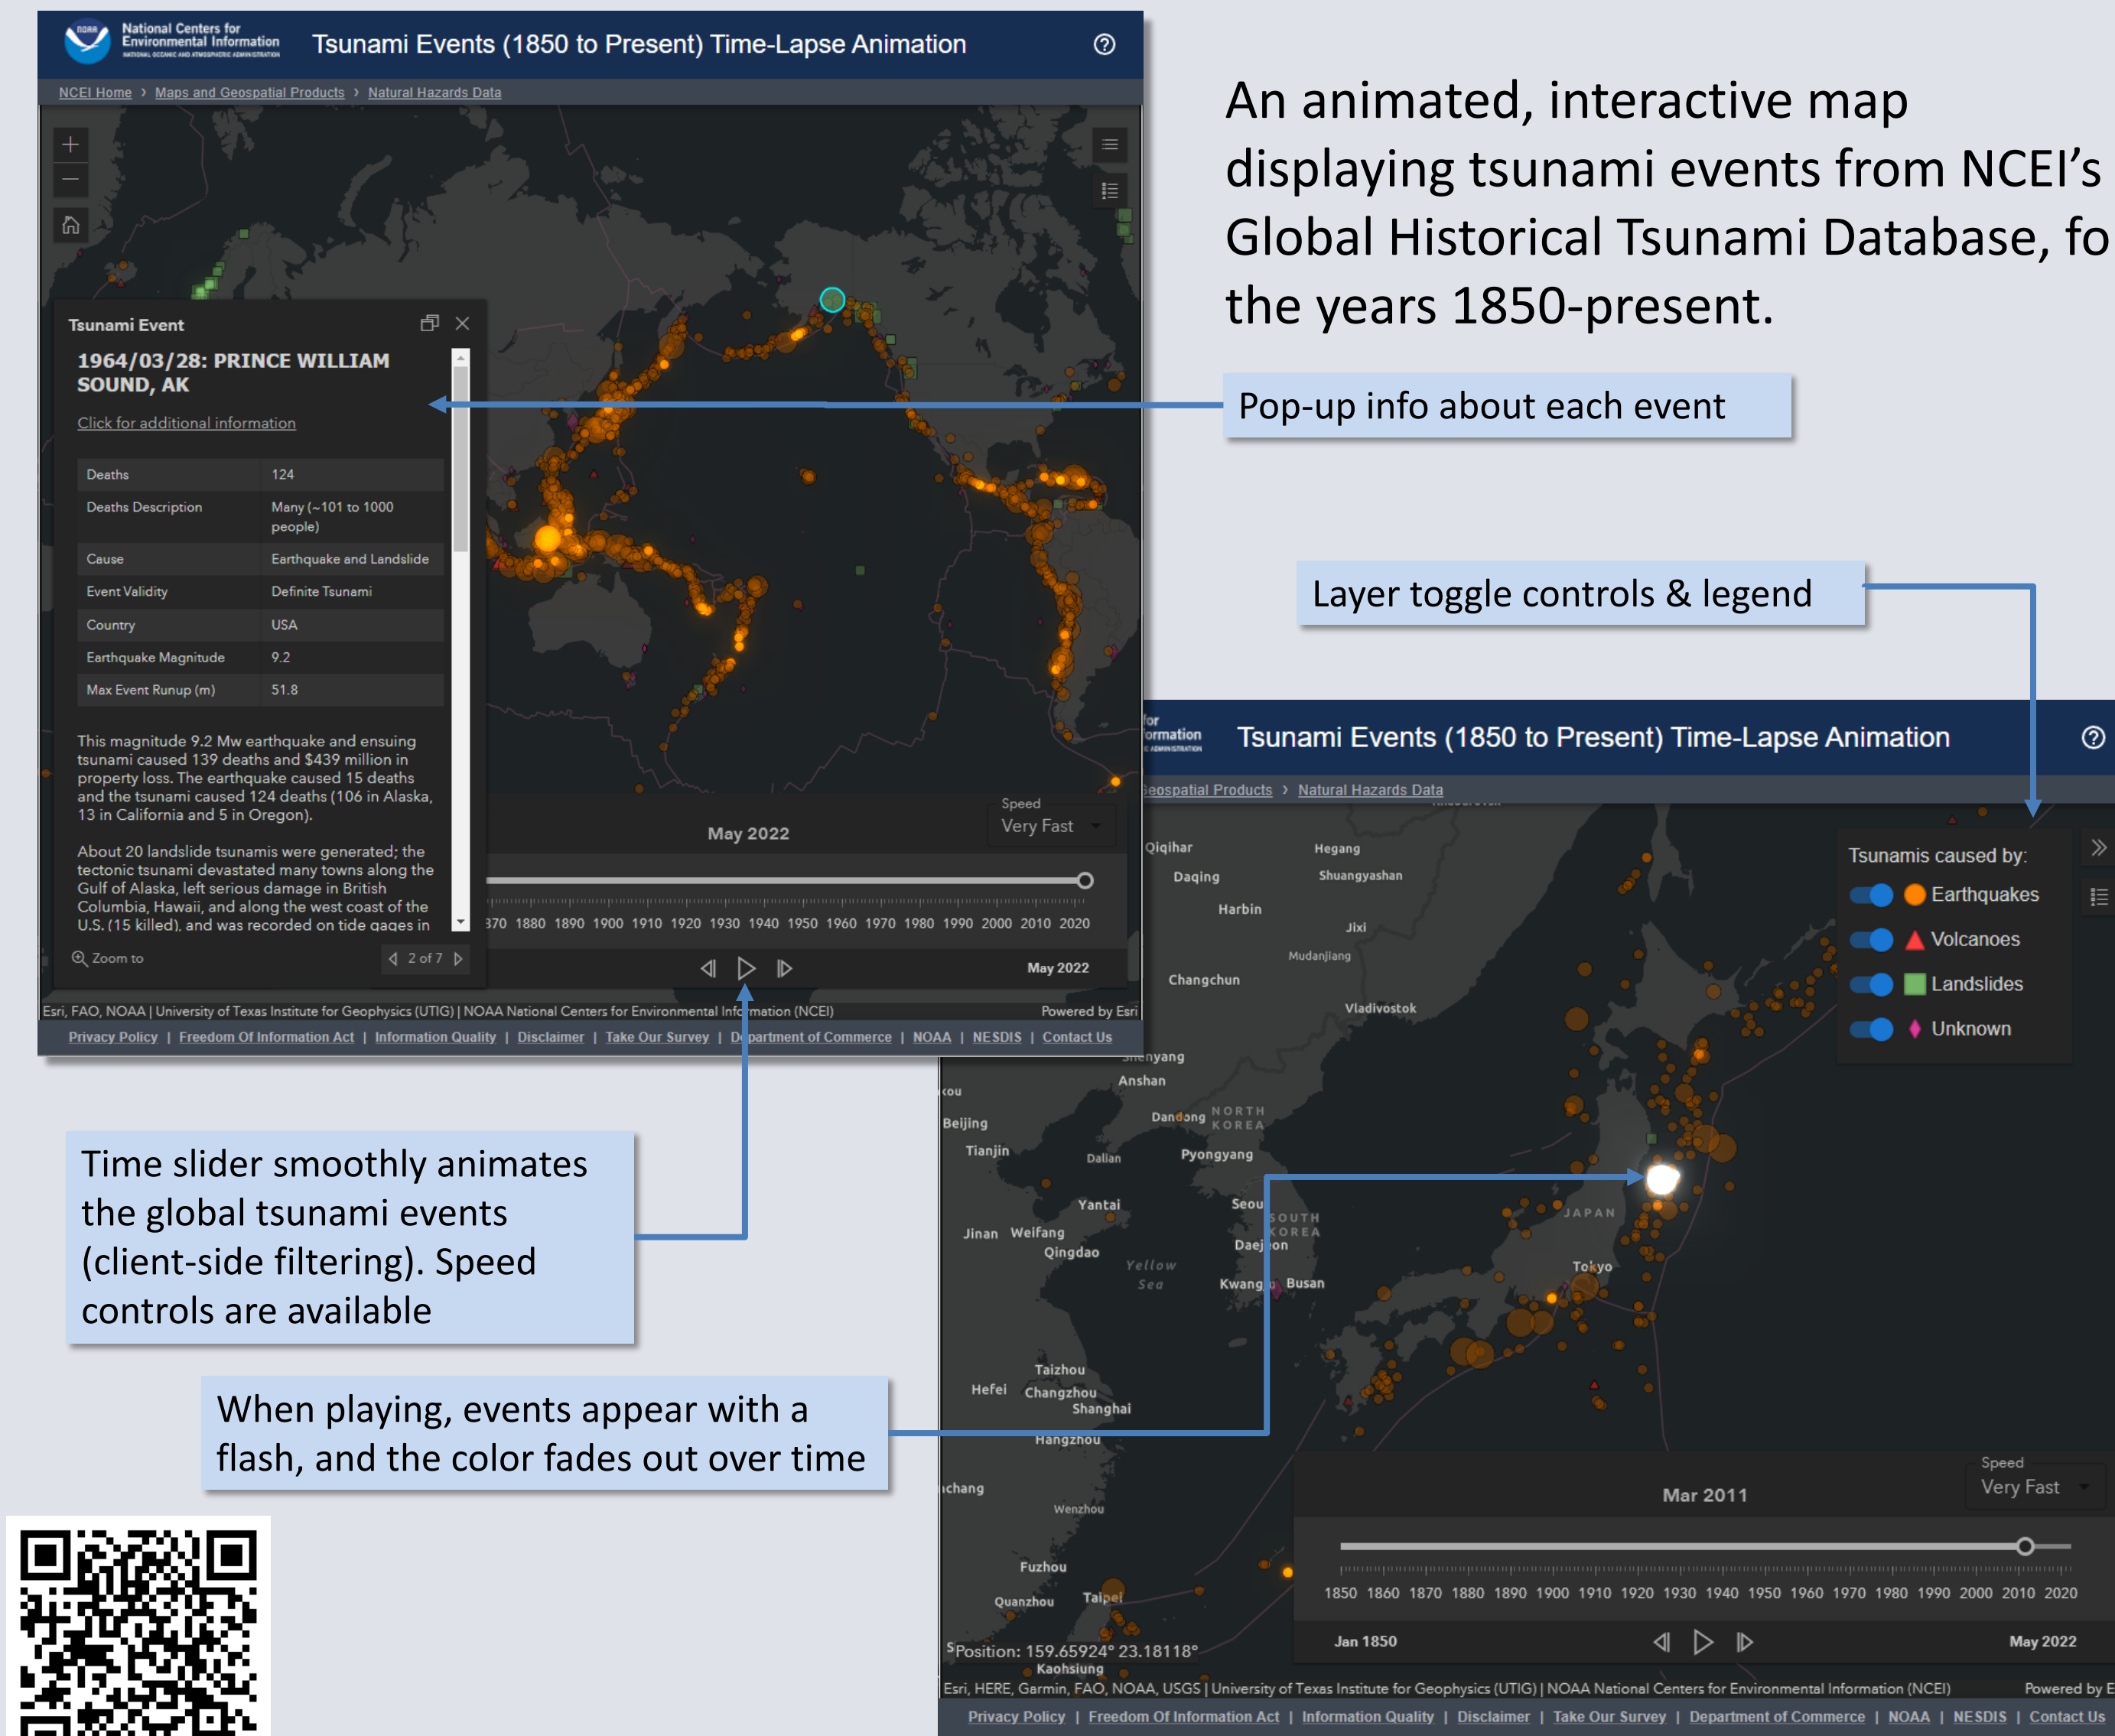 National Centers for
Environmental Information
NATIONAL OCEANIC AND ATMOSPHERIC ADMINISTRATION
Tsunami Events (1850 to Present) Time-Lapse Animation
NCEI Home > Maps and Geospatial Products > Natural Hazards Data
An animated, interactive map
displaying tsunami events from NCEI's
Global Historical Tsunami Database, fo
the years 1850-present.
Tsunami Event
1964/03/28: PRINCE WILLIAM
SOUND, AK
Click for additional information
Deaths 124
Deaths Description Many (~101 to 1000
people)
Cause Earthquake and Landslide
Event Validity Definite Tsunami
Country USA
Earthquake Magnitude 9.2
Max Event Runup (m) 51.8
This magnitude 9.2 Mw earthquake and ensuing
tsunami caused 139 deaths and $439 million in
property loss. The earthquake caused 15 deaths
and the tsunami caused 124 deaths (106 in Alaska,
13 in California and 5 in Oregon).
About 20 landslide tsunamis were generated; the
tectonic tsunami devastated many towns along the
Gulf of Alaska, left serious damage in British
Columbia, Hawaii, and along the west coast of the
U.S. (15 killed), and was recorded on tide gages in
Zoom to
2 of 7
May 2022
Speed
Very Fast
370 1880 1890 1900 1910 1920 1930 1940 1950 1960 1970 1980 1990 2000 2010 2020
May 2022
Esri, FAO, NOAA | University of Texas Institute for Geophysics (UTIG) | NOAA National Centers for Environmental Information (NCEI)
Powered by Esri
Privacy Policy | Freedom Of Information Act | Information Quality | Disclaimer | Take Our Survey | Department of Commerce | NOAA | NESDIS | Contact Us
Pop-up info about each event
Layer toggle controls & legend
Time slider smoothly animates
the global tsunami events
(client-side filtering). Speed
controls are available
When playing, events appear with a
flash, and the color fades out over time
for
ormation
Tsunami Events (1850 to Present) Time-Lapse Animation
Geospatial Products > Natural Hazards Data
Tsunamis caused by:
Earthquakes
Volcanoes
Landslides
Unknown
Qiqihar
Hegang
Daqing
Shuangyashan
Harbin
Jixi
Mudanjiang
Changchun
Vladivostok
Shenyang
Anshan
kou
Dandong
NORTH
KOREA
Beijing
Tianjin
Dalian
Pyongyang
Yantai
Seou
SOUTH
KOREA
JAPAN
Jinan
Weifang
Qingdao
Daejeon
Yellow
Sea
Tokyo
Kwangju
Busan
Taizhou
Hefei
Changzhou
Shanghai
Hangzhou
nchang
Wenzhou
Fuzhou
Quanzhou
Taipei
Position: 159.65924° 23.18118°
Kaohsiung
Mar 2011
Speed
Very Fast
1850 1860 1870 1880 1890 1900 1910 1920 1930 1940 1950 1960 1970 1980 1990 2000 2010 2020
Jan 1850
May 2022
Esri, HERE, Garmin, FAO, NOAA, USGS | University of Texas Institute for Geophysics (UTIG) | NOAA National Centers for Environmental Information (NCEI)
Powered by E
Privacy Policy | Freedom Of Information Act | Information Quality | Disclaimer | Take Our Survey | Department of Commerce | NOAA | NESDIS | Contact Us